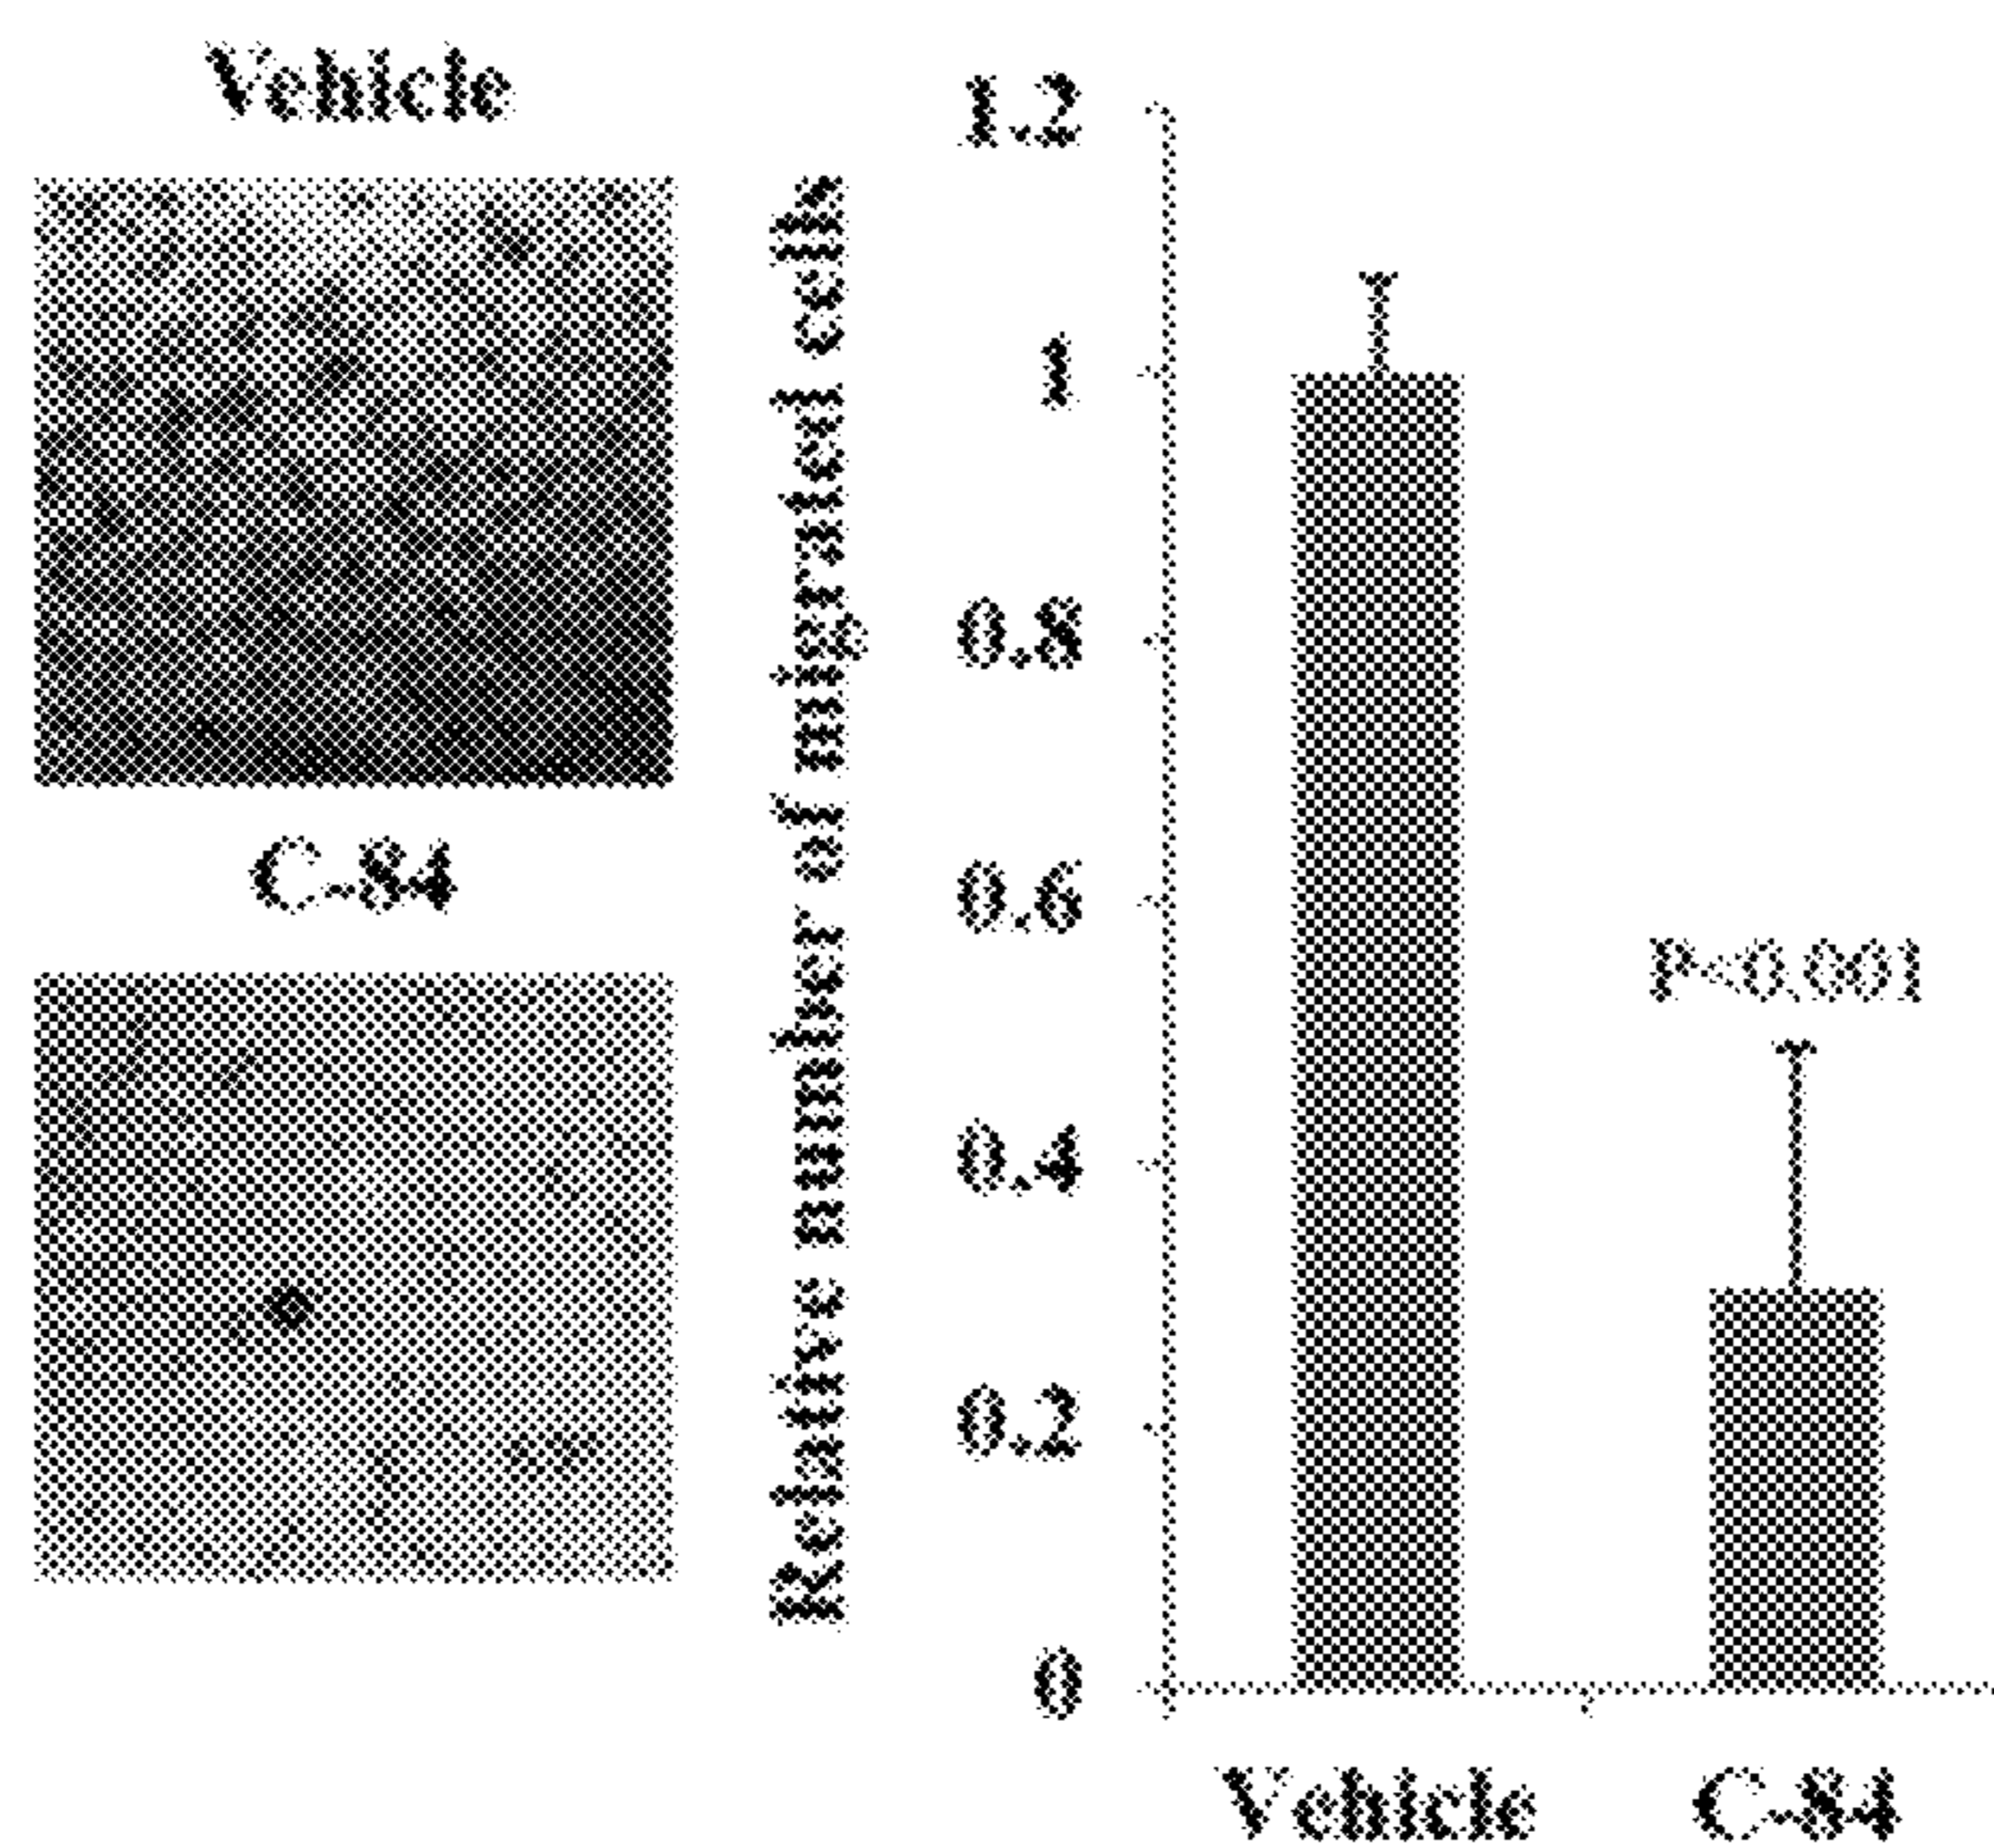 Vehicle
C-84
Relative number of migrated cells
1.2
1
0.8
0.6
0.4
0.2
0
P<0.001
Vehicle
C-84